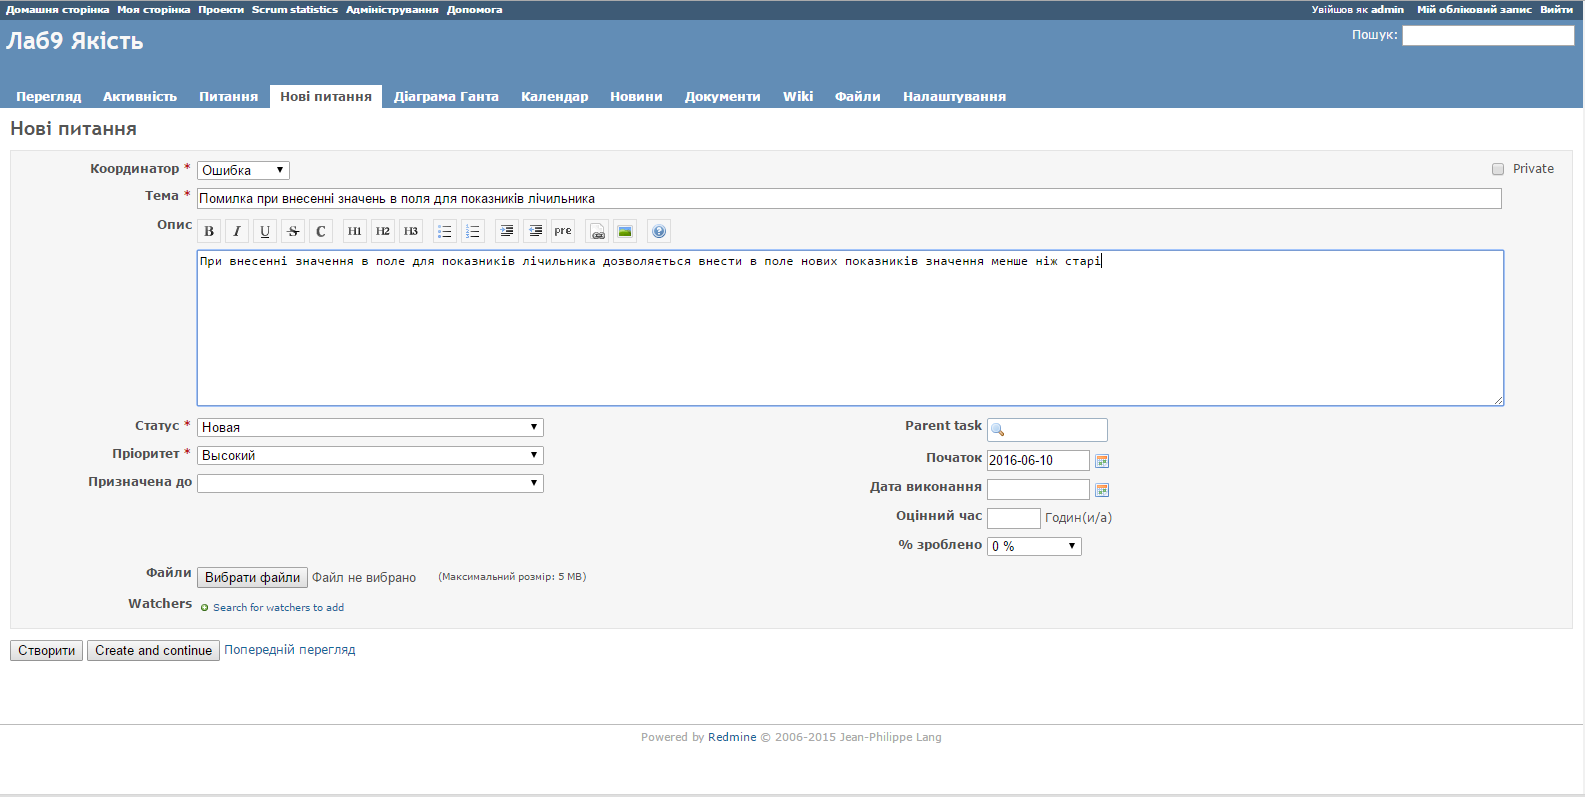 Домашня сторінка Моя сторінка Проекти Scrum statistics Адміністрування Допомога Увійшов як admin Мій обліковий запис Вийти
Лаб9 Якість Пошук:
Перегляд Активність Питання Нові питання Діаграма Ганта Календар Новини Документи Wiki Файли Налаштування
Нові питання
Координатор * Ошибка Private
Тема * Помилка при внесенні значень в поля для показників лічильника
Опис B I U S C H1 H2 H3 pre
При внесенні значення в поле для показників лічильника дозволяється внести в поле нових показників значення менше ніж старі
Статус * Новая Parent task
Пріоритет * Высокий Початок 2016-06-10
Призначена до Дата виконання
Оцінний час Годин(и/а)
% зроблено 0 %
Файли Вибрати файли Файл не вибрано (Максимальний розмір: 5 MB)
Watchers Search for watchers to add
Створити Create and continue Попередній перегляд
Powered by Redmine © 2006-2015 Jean-Philippe Lang